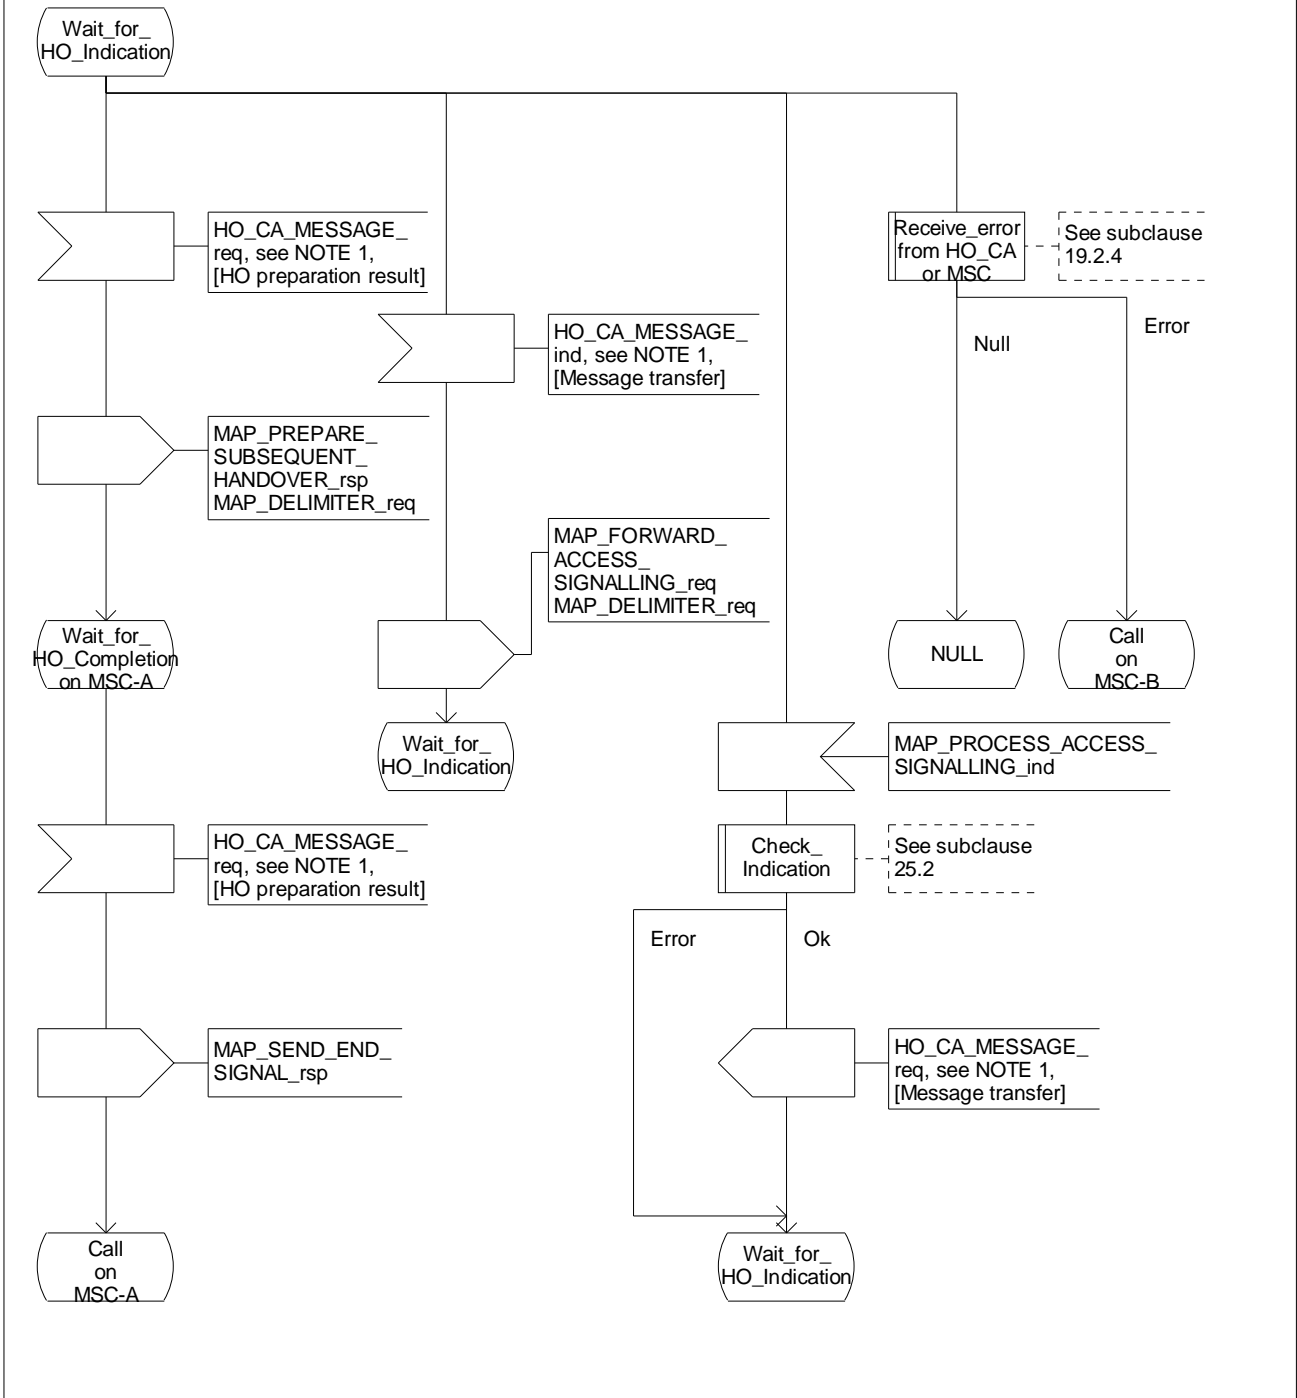 Wait_for_
HO_Indication
HO_CA_MESSAGE_
req, see NOTE 1,
[HO preparation result]
Receive_error
from HO_CA
or MSC
See subclause
19.2.4
HO_CA_MESSAGE_
ind, see NOTE 1,
[Message transfer]
Null
Error
MAP_PREPARE_
SUBSEQUENT_
HANDOVER_rsp
MAP_DELIMITER_req
MAP_FORWARD_
ACCESS_
SIGNALLING_req
MAP_DELIMITER_req
Wait_for_
HO_Completion
on MSC-A
NULL
Call
on
MSC-B
Wait_for_
HO_Indication
MAP_PROCESS_ACCESS_
SIGNALLING_ind
HO_CA_MESSAGE_
req, see NOTE 1,
[HO preparation result]
Check_
Indication
See subclause
25.2
Error
Ok
MAP_SEND_END_
SIGNAL_rsp
HO_CA_MESSAGE_
req, see NOTE 1,
[Message transfer]
Call
on
MSC-A
Wait_for_
HO_Indication